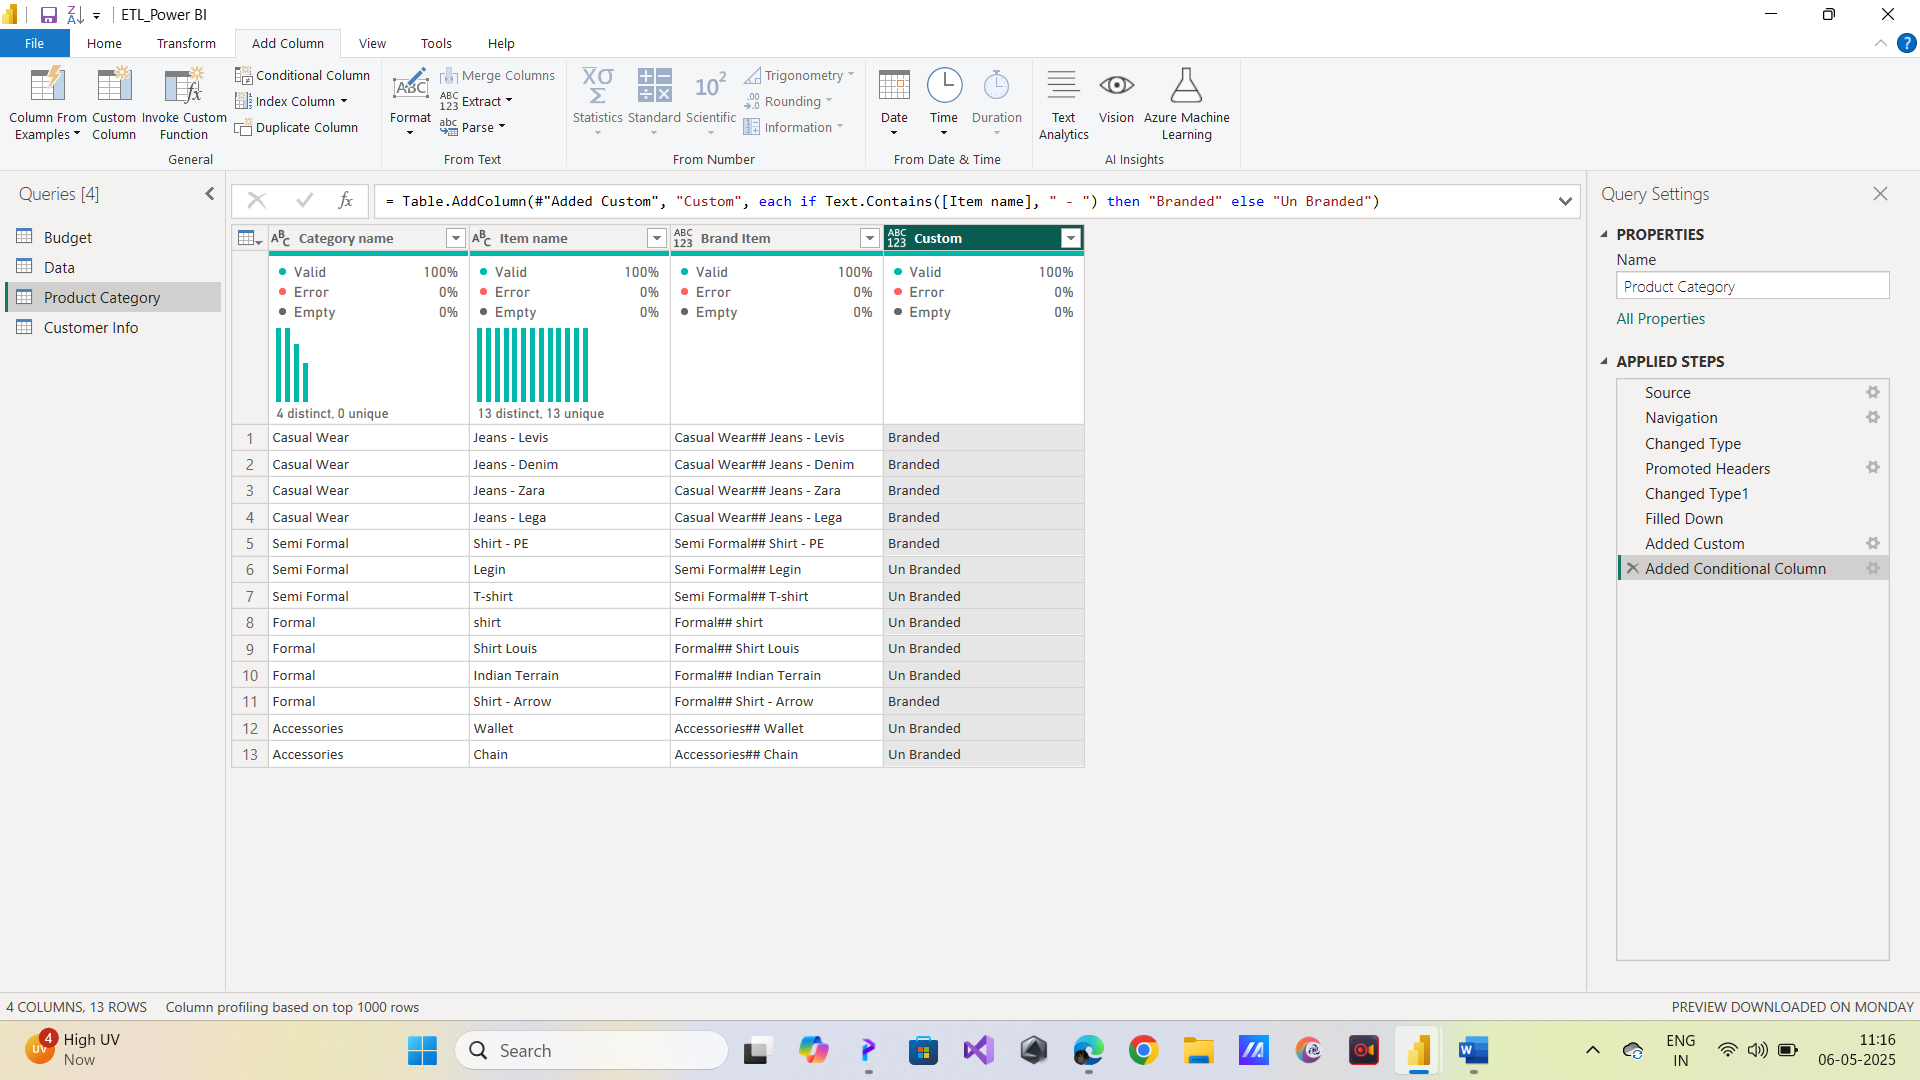 ETL_Power BI
File Home Transform Add Column View Tools Help
Column From Examples
Custom Column
Invoke Custom Function
Conditional Column
Index Column
Duplicate Column
General
Format
Merge Columns
Extract
Parse
From Text
Statistics
Standard
Scientific
Trigonometry
Rounding
Information
From Number
Date
Time
Duration
From Date & Time
Text Analytics
Vision
Azure Machine Learning
AI Insights
Queries [4]
Budget
Data
Product Category
Customer Info
= Table.AddColumn(#"Added Custom", "Custom", each if Text.Contains([Item name], " - ") then "Branded" else "Un Branded")
Category name Item name Brand Item Custom
Valid 100% Valid 100% Valid 100% Valid 100%
Error 0% Error 0% Error 0% Error 0%
Empty 0% Empty 0% Empty 0% Empty 0%
4 distinct, 0 unique 13 distinct, 13 unique
1 Casual Wear Jeans - Levis Casual Wear## Jeans - Levis Branded
2 Casual Wear Jeans - Denim Casual Wear## Jeans - Denim Branded
3 Casual Wear Jeans - Zara Casual Wear## Jeans - Zara Branded
4 Casual Wear Jeans - Lega Casual Wear## Jeans - Lega Branded
5 Semi Formal Shirt - PE Semi Formal## Shirt - PE Branded
6 Semi Formal Legin Semi Formal## Legin Un Branded
7 Semi Formal T-shirt Semi Formal## T-shirt Un Branded
8 Formal shirt Formal## shirt Un Branded
9 Formal Shirt Louis Formal## Shirt Louis Un Branded
10 Formal Indian Terrain Formal## Indian Terrain Un Branded
11 Formal Shirt - Arrow Formal## Shirt - Arrow Branded
12 Accessories Wallet Accessories## Wallet Un Branded
13 Accessories Chain Accessories## Chain Un Branded
Query Settings
PROPERTIES
Name
Product Category
All Properties
APPLIED STEPS
Source
Navigation
Changed Type
Promoted Headers
Changed Type1
Filled Down
Added Custom
Added Conditional Column
4 COLUMNS, 13 ROWS Column profiling based on top 1000 rows PREVIEW DOWNLOADED ON MONDAY
4 High UV
Now
Search
ENG
IN
11:16
06-05-2025